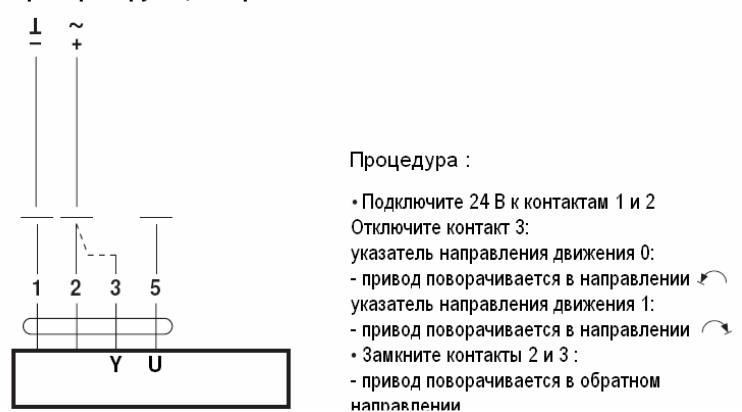 ⊥ ~
– +
Процедура :
• Подключите 24 В к контактам 1 и 2
Отключите контакт 3:
указатель направления движения 0:
- привод поворачивается в направлении
указатель направления движения 1:
- привод поворачивается в направлении
• Замкните контакты 2 и 3 :
- привод поворачивается в обратном
направлении
1 2 3 5
Y U